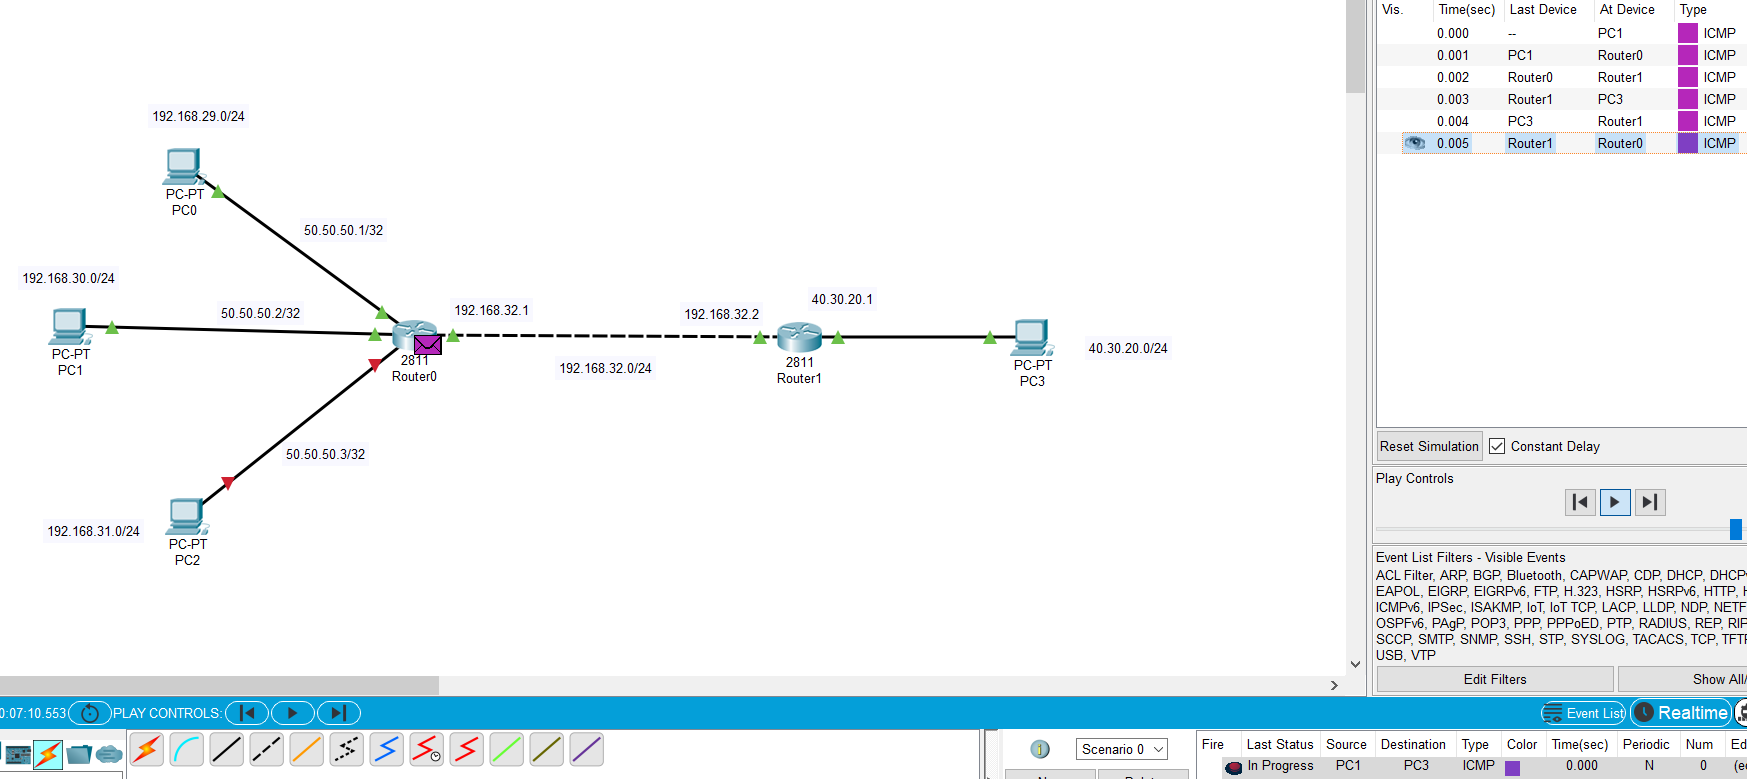 192.168.29.0/24
PC-PT
PC0
50.50.50.1/32
192.168.30.0/24
50.50.50.2/32
PC-PT
PC1
192.168.32.1
2811
Router0
192.168.32.0/24
192.168.32.2
40.30.20.1
2811
Router1
PC-PT
PC3
40.30.20.0/24
50.50.50.3/32
192.168.31.0/24
PC-PT
PC2
Vis. Time(sec) Last Device At Device Type
0.000 -- PC1 ICMP
0.001 PC1 Router0 ICMP
0.002 Router0 Router1 ICMP
0.003 Router1 PC3 ICMP
0.004 PC3 Router1 ICMP
0.005 Router1 Router0 ICMP
Reset Simulation Constant Delay
Play Controls
Event List Filters - Visible Events
ACL Filter, ARP, BGP, Bluetooth, CAPWAP, CDP, DHCP,
EAPOL, EIGRP, EIGRPv6, FTP, H.323, HSRP, HSRPv6, HTTP,
ICMPv6, IPSec, ISAKMP, IoT, IoT TCP, LACP, LLDP, NDP,
OSPFv6, PAgP, POP3, PPP, PPPoED, PTP, RADIUS, REP,
SCCP, SMTP, SNMP, SSH, STP, SYSLOG, TACACS, TCP,
USB, VTP
Edit Filters Show All/
0:07:10.553 PLAY CONTROLS: Event List Realtime
Scenario 0
Fire Last Status Source Destination Type Color Time(sec) Periodic Num
In Progress PC1 PC3 ICMP 0.000 N 0